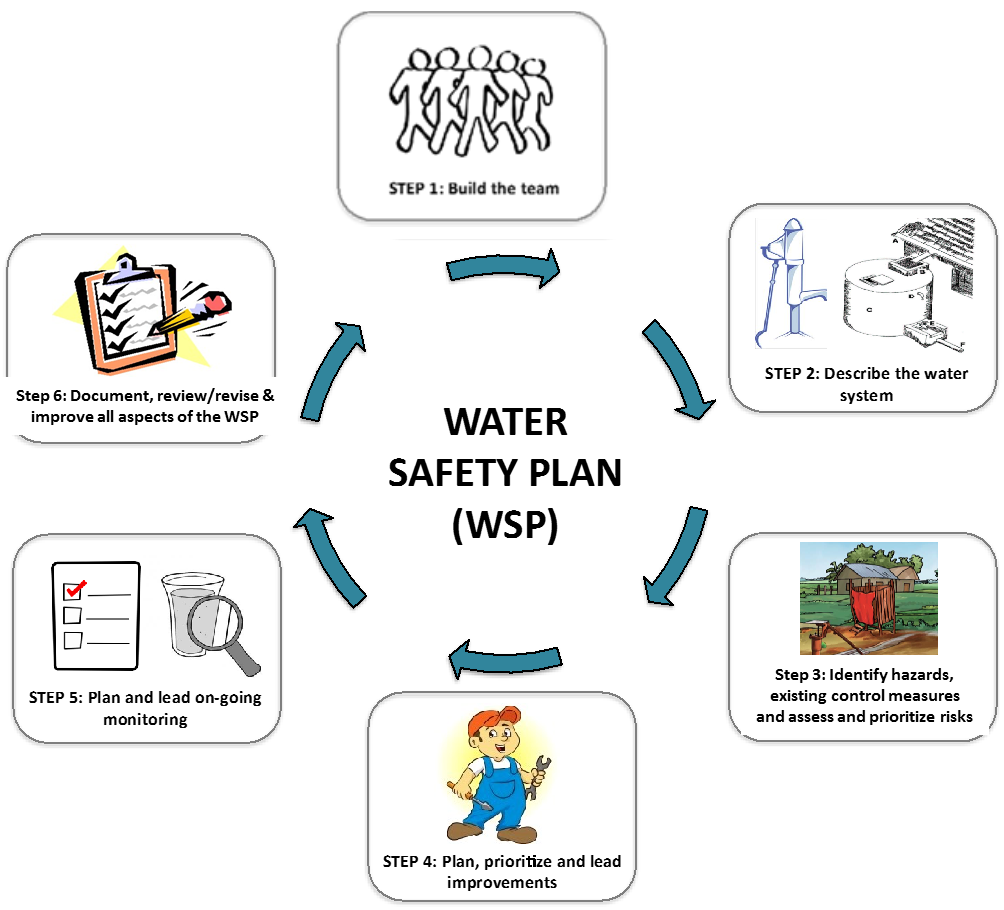 STEP 1: Build the team
STEP 2: Describe the water
system
Step 3: Identify hazards,
existing control measures
and assess and prioritize risks
STEP 4: Plan, prioritize and lead
improvements
STEP 5: Plan and lead on-going
monitoring
Step 6: Document, review/revise &
improve all aspects of the WSP
WATER
SAFETY PLAN
(WSP)